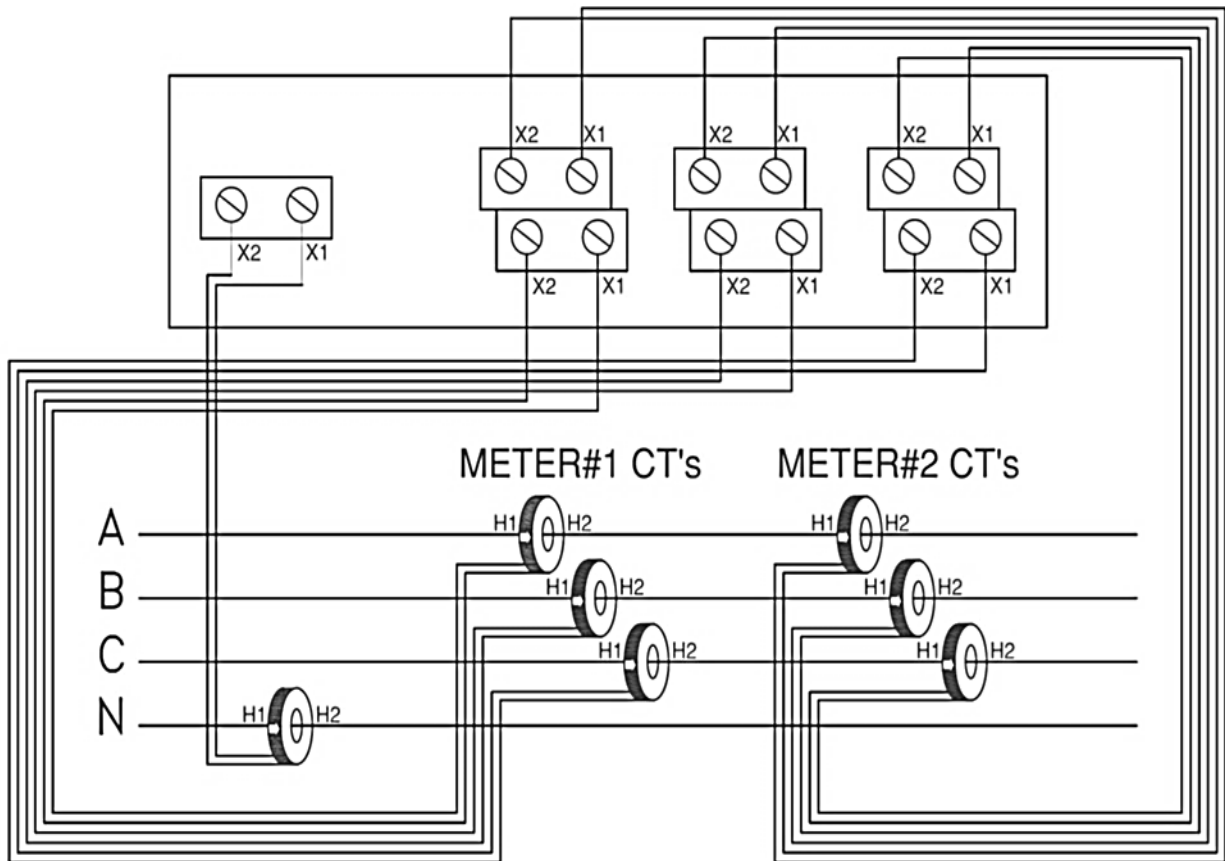 X2 X1 X2 X1 X2 X1
X2 X1
X2 X1 X2 X1 X2 X1
METER#1 CT's METER#2 CT's
A H1 H2 H1 H2
B H1 H2 H1 H2
C H1 H2 H1 H2
N H1 H2